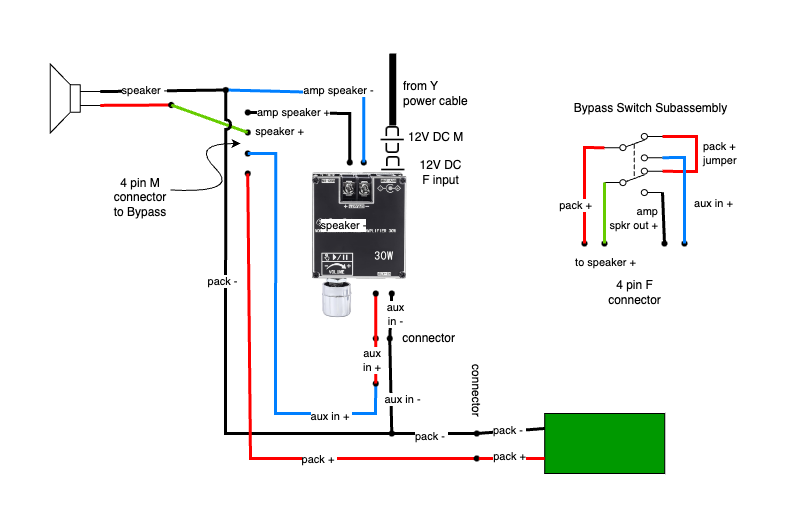 speaker -
amp speaker -
from Y
power cable
amp speaker +
speaker +
12V DC M
12V DC
F input
4 pin M
connector
to Bypass
speaker -
30W
VOLUME
pack -
aux
in -
connector
aux
in +
aux in -
aux in +
connector
pack -
pack -
pack +
pack +
Bypass Switch Subassembly
pack +
jumper
pack +
aux in +
amp
spkr out +
to speaker +
4 pin F
connector